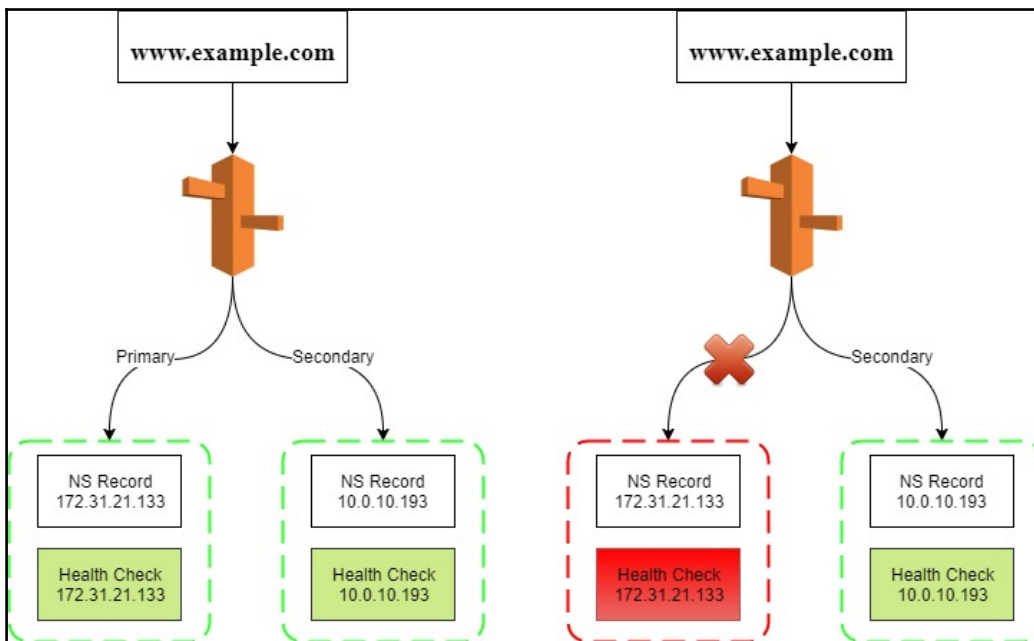 www.example.com
www.example.com
Primary
Secondary
Secondary
NS Record
172.31.21.133
NS Record
10.0.10.193
NS Record
172.31.21.133
NS Record
10.0.10.193
Health Check
172.31.21.133
Health Check
10.0.10.193
Health Check
172.31.21.133
Health Check
10.0.10.193